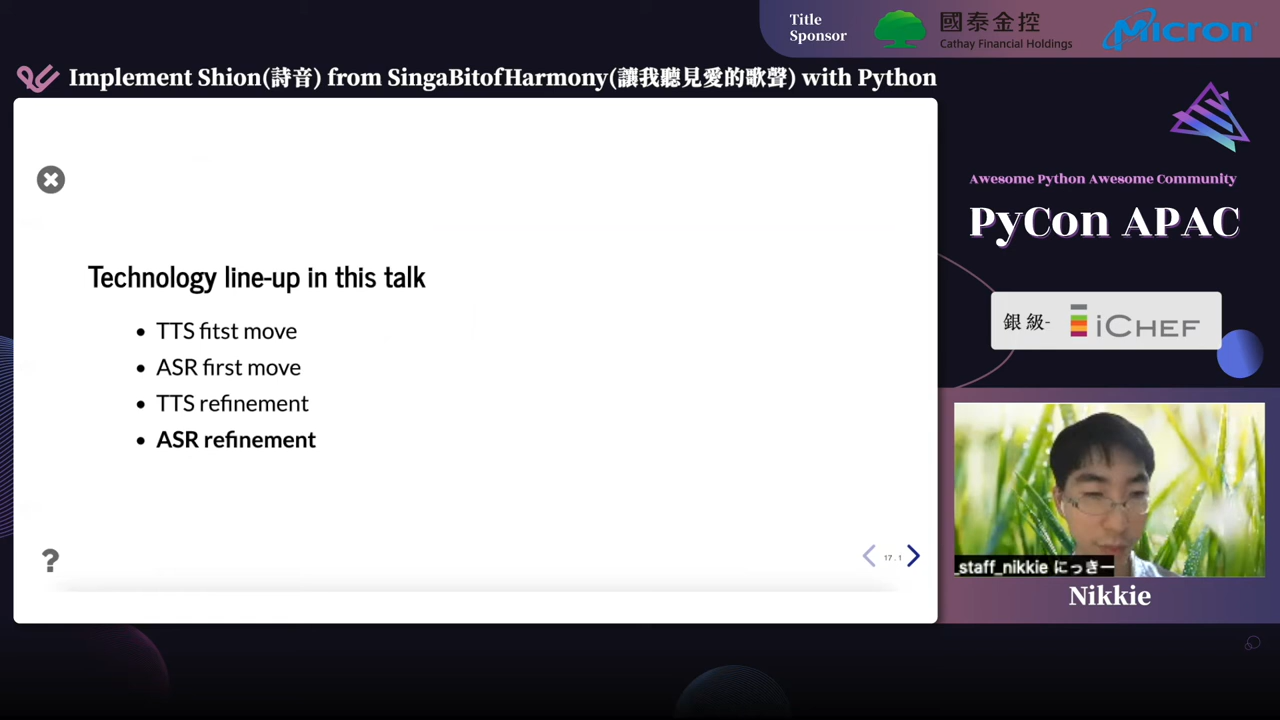 Title
Sponsor
國泰金控
Cathay Financial Holdings
Micron
Implement Shion(詩音) from SingaBitofHarmony(讓我聽見愛的歌聲) with Python
Technology line-up in this talk
TTS fitst move
ASR first move
TTS refinement
ASR refinement
?
17.1
Awesome Python Awesome Community
PyCon APAC
銀級-
iCHEF
_staff_nikkie にっきー
Nikkie